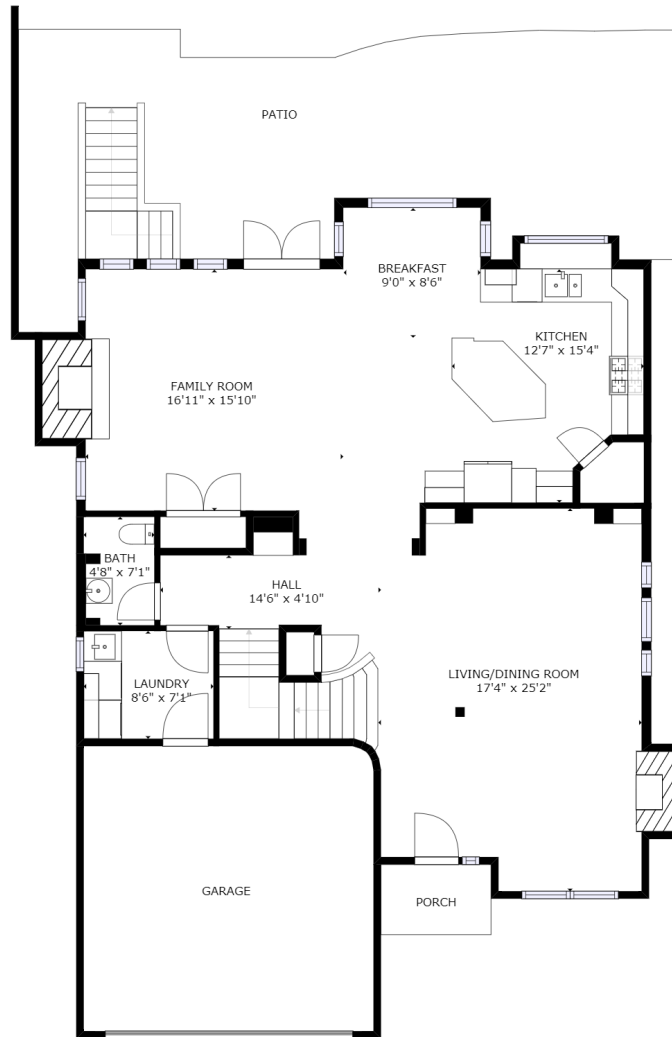 PATIO
BREAKFAST
9'0" x 8'6"
KITCHEN
12'7" x 15'4"
FAMILY ROOM
16'11" x 15'10"
BATH
4'8" x 7'1"
HALL
14'6" x 4'10"
LAUNDRY
8'6" x 7'1"
LIVING/DINING ROOM
17'4" x 25'2"
GARAGE
PORCH